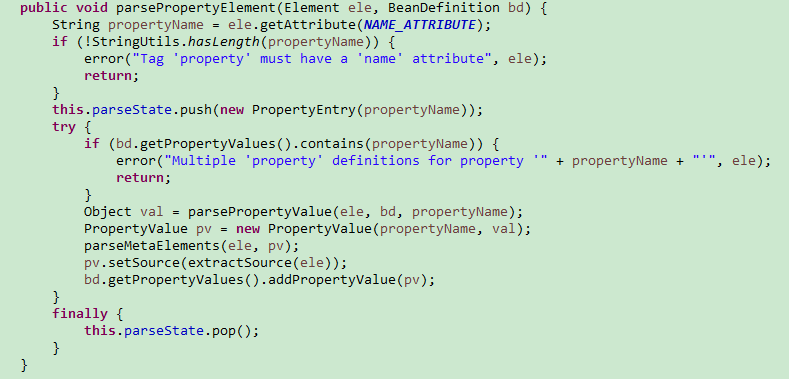 public void parsePropertyElement(Element ele, BeanDefinition bd) {
    String propertyName = ele.getAttribute(NAME_ATTRIBUTE);
    if (!StringUtils.hasLength(propertyName)) {
        error("Tag 'property' must have a 'name' attribute", ele);
        return;
    }
    this.parseState.push(new PropertyEntry(propertyName));
    try {
        if (bd.getPropertyValues().contains(propertyName)) {
            error("Multiple 'property' definitions for property '" + propertyName + "'", ele);
            return;
        }
        Object val = parsePropertyValue(ele, bd, propertyName);
        PropertyValue pv = new PropertyValue(propertyName, val);
        parseMetaElements(ele, pv);
        pv.setSource(extractSource(ele));
        bd.getPropertyValues().addPropertyValue(pv);
    }
    finally {
        this.parseState.pop();
    }
}